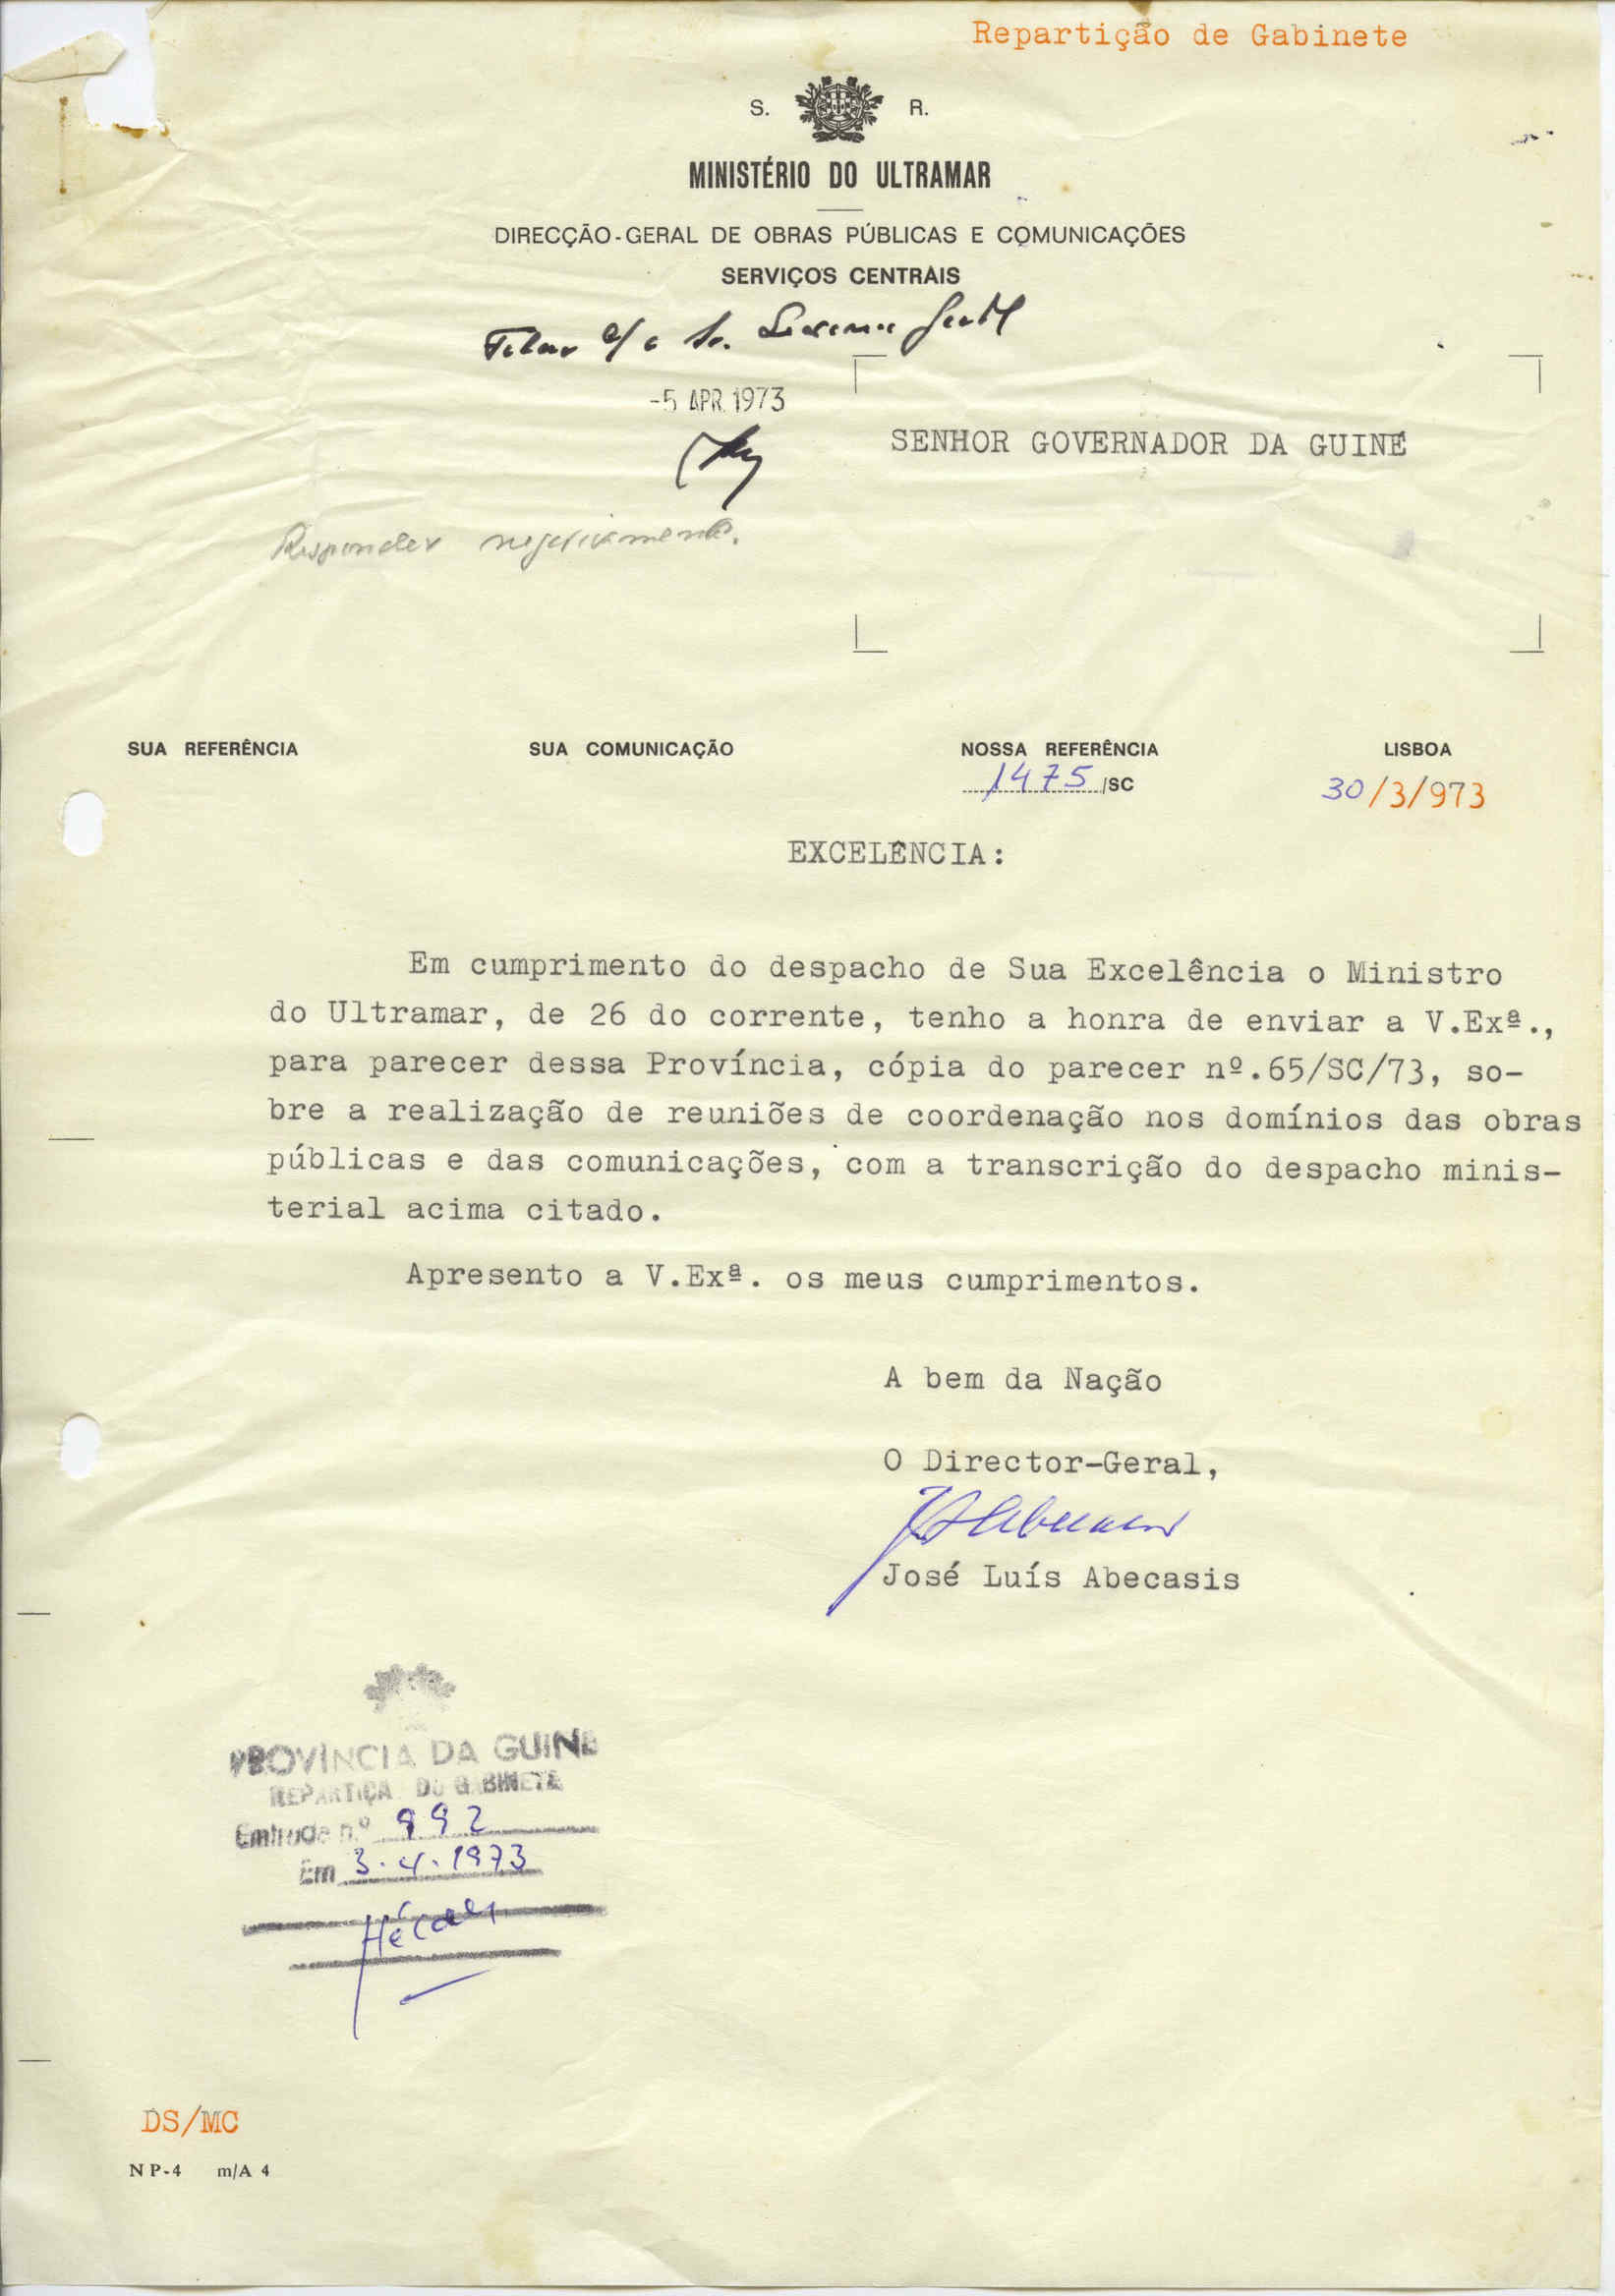 Repartição de Gabinete
S. R.
MINISTÉRIO DO ULTRAMAR
DIRECÇÃO-GERAL DE OBRAS PÚBLICAS E COMUNICAÇÕES
SERVIÇOS CENTRAIS
-5 APR. 1973
SENHOR GOVERNADOR DA GUINÉ
Responder negativamente.
SUA REFERÊNCIA SUA COMUNICAÇÃO NOSSA REFERÊNCIA LISBOA
1475/SC 30/3/973
EXCELÊNCIA:
Em cumprimento do despacho de Sua Excelência o Ministro
do Ultramar, de 26 do corrente, tenho a honra de enviar a V.Exª.,
para parecer dessa Província, cópia do parecer nº.65/SC/73, so-
bre a realização de reuniões de coordenação nos domínios das obras
públicas e das comunicações, com a transcrição do despacho minis-
terial acima citado.
Apresento a V.Exª. os meus cumprimentos.
A bem da Nação
O Director-Geral,
José Luís Abecasis
PROVÍNCIA DA GUINÉ
REPARTIÇÃO DO GABINETE
Entrada n.º 992
Em 3.4.1973
DS/MC
NP-4 m/A 4